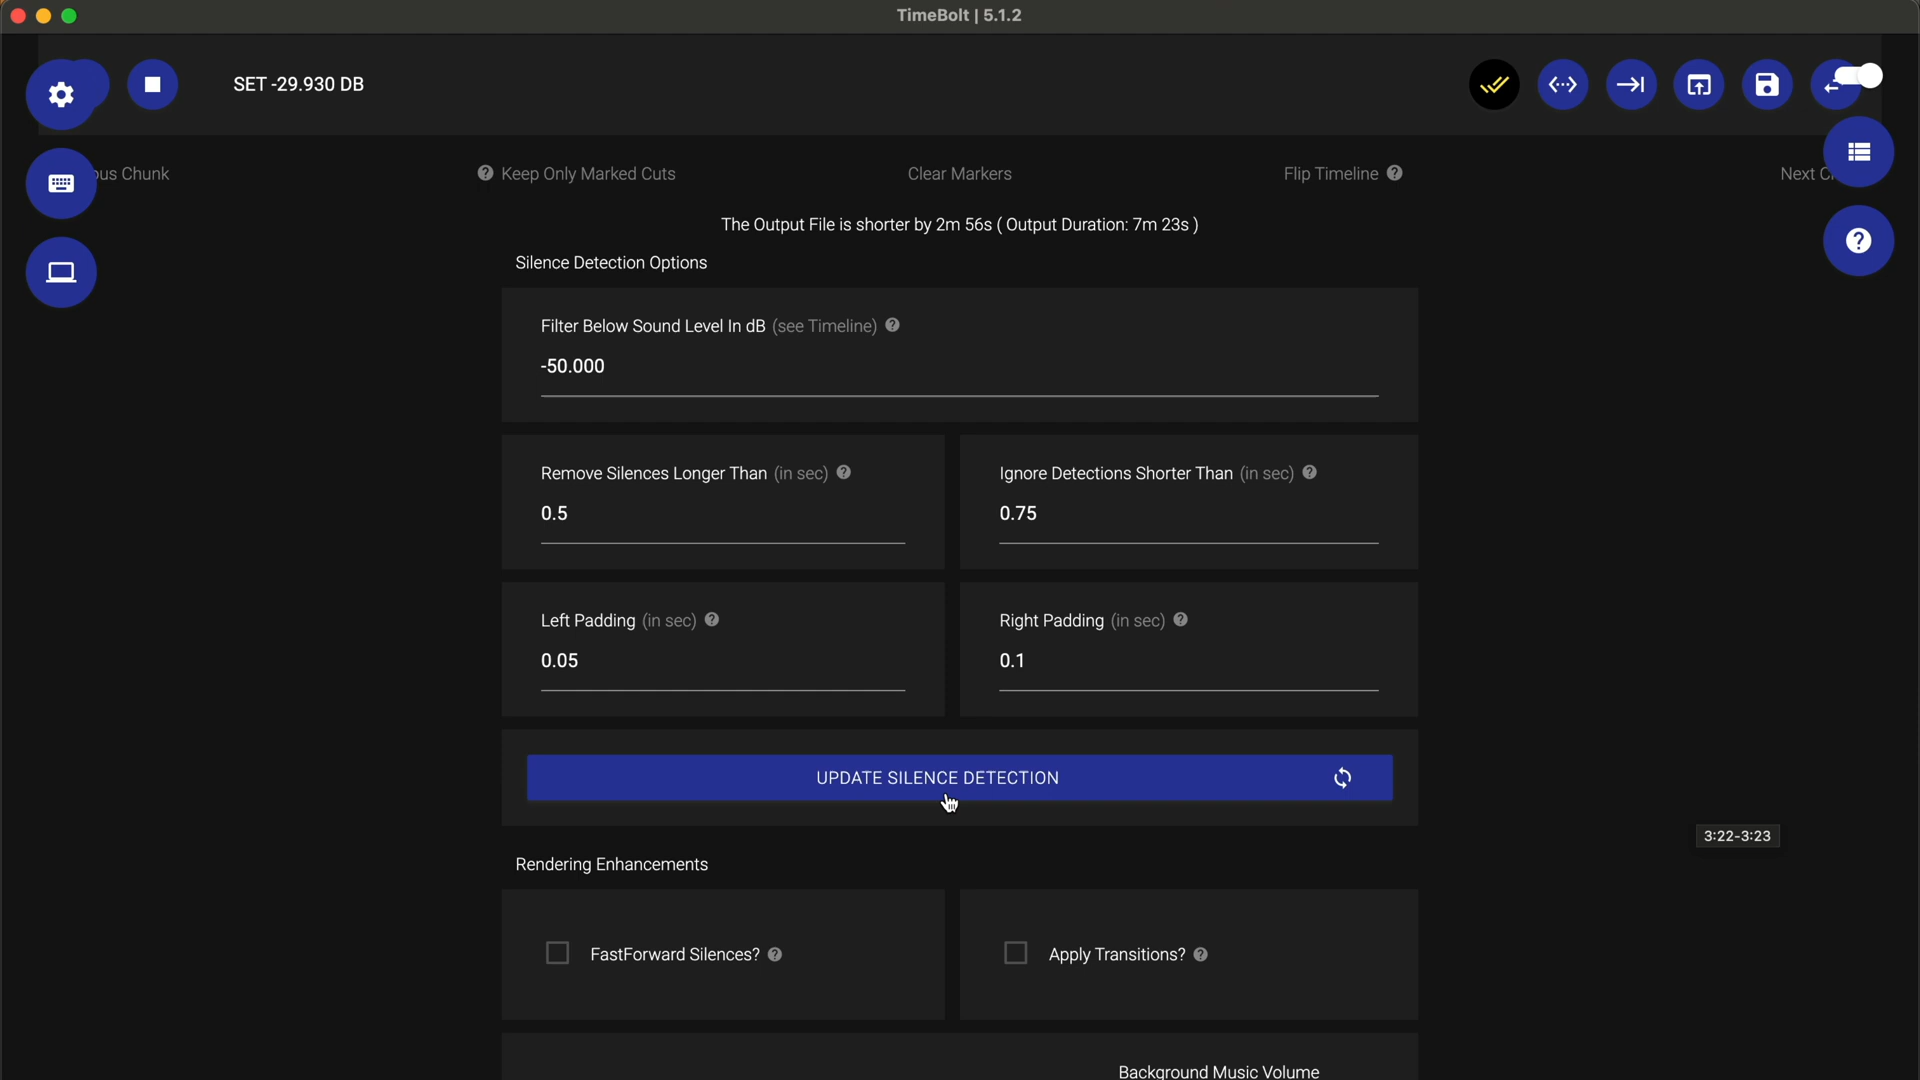 TimeBolt | 5.1.2
SET -29.930 DB
ous Chunk
Keep Only Marked Cuts
Clear Markers
Flip Timeline
Next C
The Output File is shorter by 2m 56s ( Output Duration: 7m 23s )
Silence Detection Options
Filter Below Sound Level In dB (see Timeline)
-50.000
Remove Silences Longer Than (in sec)
Ignore Detections Shorter Than (in sec)
0.5
0.75
Left Padding (in sec)
Right Padding (in sec)
0.05
0.1
UPDATE SILENCE DETECTION
3:22-3:23
Rendering Enhancements
FastForward Silences?
Apply Transitions?
Background Music Volume